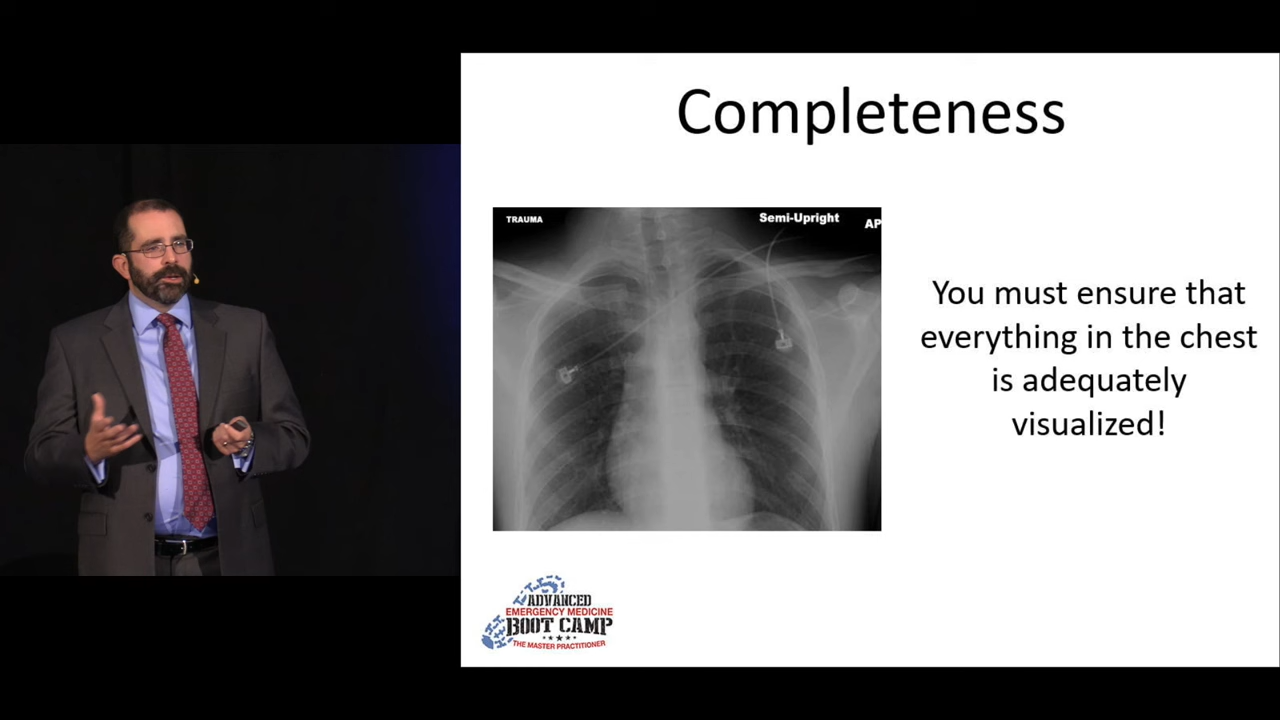 Completeness
TRAUMA
Semi-Upright
AP
You must ensure that
everything in the chest
is adequately
visualized!
ADVANCED
EMERGENCY MEDICINE
BOOT CAMP
THE MASTER PRACTITIONER